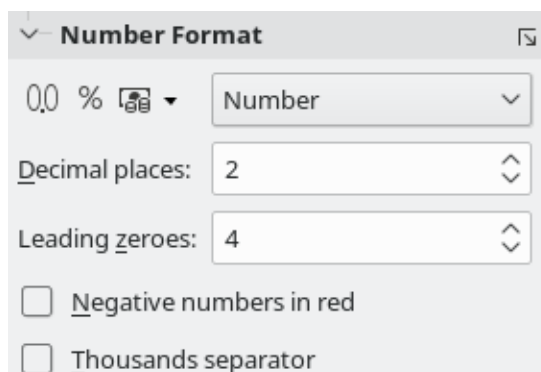 Number Format
0.0 % Number
Decimal places: 2
Leading zeroes: 4
Negative numbers in red
Thousands separator